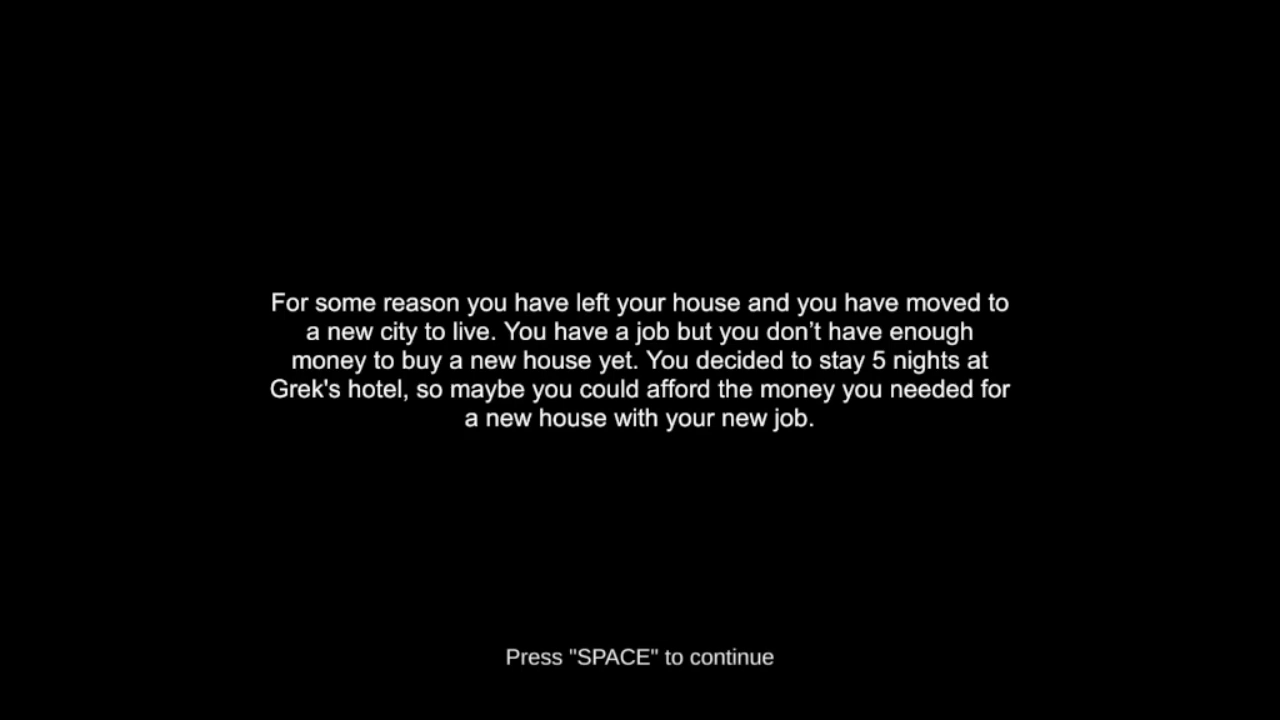 For some reason you have left your house and you have moved to
a new city to live. You have a job but you don’t have enough
money to buy a new house yet. You decided to stay 5 nights at
Grek's hotel, so maybe you could afford the money you needed for
a new house with your new job.
Press "SPACE" to continue